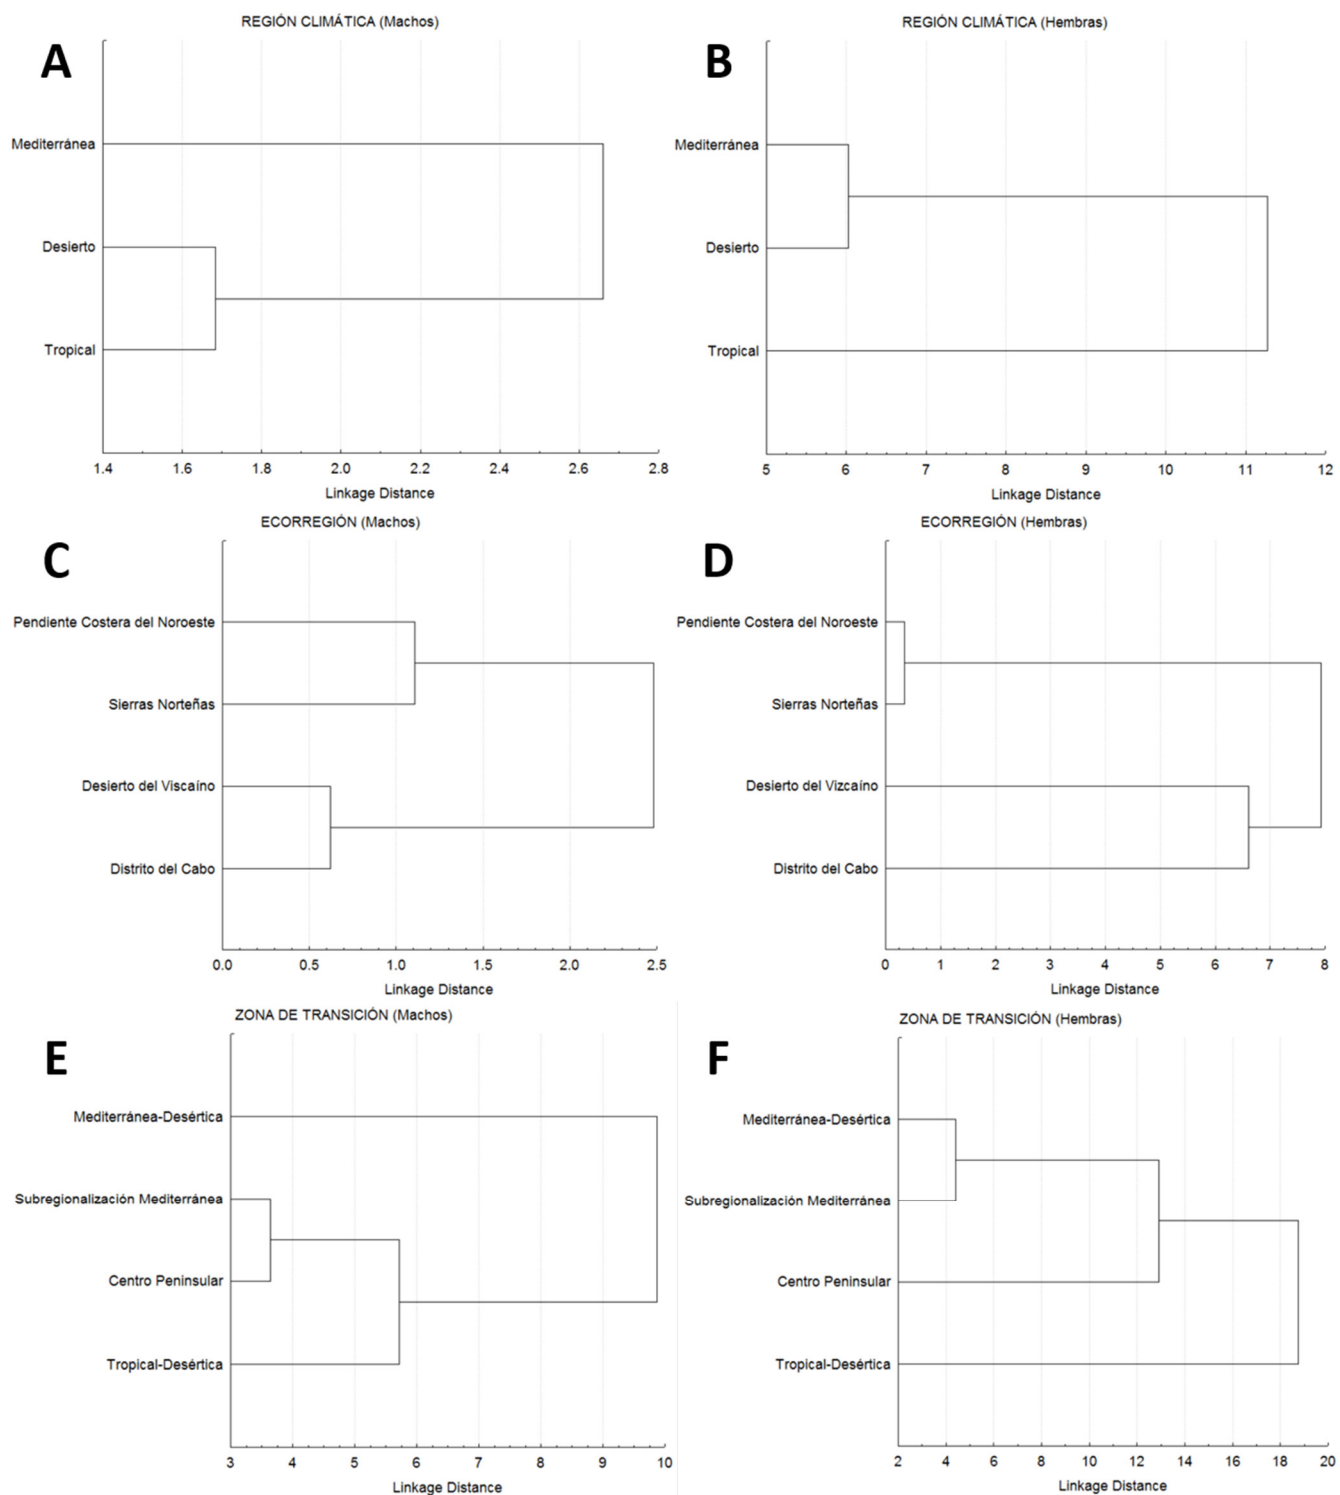 REGIÓN CLIMÁTICA (Machos)
A
Mediterránea
Desierto
Tropical
1.4 1.6 1.8 2.0 2.2 2.4 2.6 2.8
Linkage Distance
REGIÓN CLIMÁTICA (Hembras)
B
Mediterránea
Desierto
Tropical
5 6 7 8 9 10 11 12
Linkage Distance
ECORREGIÓN (Machos)
C
Pendiente Costera del Noroeste
Sierras Norteñas
Desierto del Viscaíno
Distrito del Cabo
0.0 0.5 1.0 1.5 2.0 2.5
Linkage Distance
ECORREGIÓN (Hembras)
D
Pendiente Costera del Noroeste
Sierras Norteñas
Desierto del Vizcaíno
Distrito del Cabo
0 1 2 3 4 5 6 7 8
Linkage Distance
ZONA DE TRANSICIÓN (Machos)
E
Mediterránea-Desértica
Subregionalización Mediterránea
Centro Peninsular
Tropical-Desértica
3 4 5 6 7 8 9 10
Linkage Distance
ZONA DE TRANSICIÓN (Hembras)
F
Mediterránea-Desértica
Subregionalización Mediterránea
Centro Peninsular
Tropical-Desértica
2 4 6 8 10 12 14 16 18 20
Linkage Distance